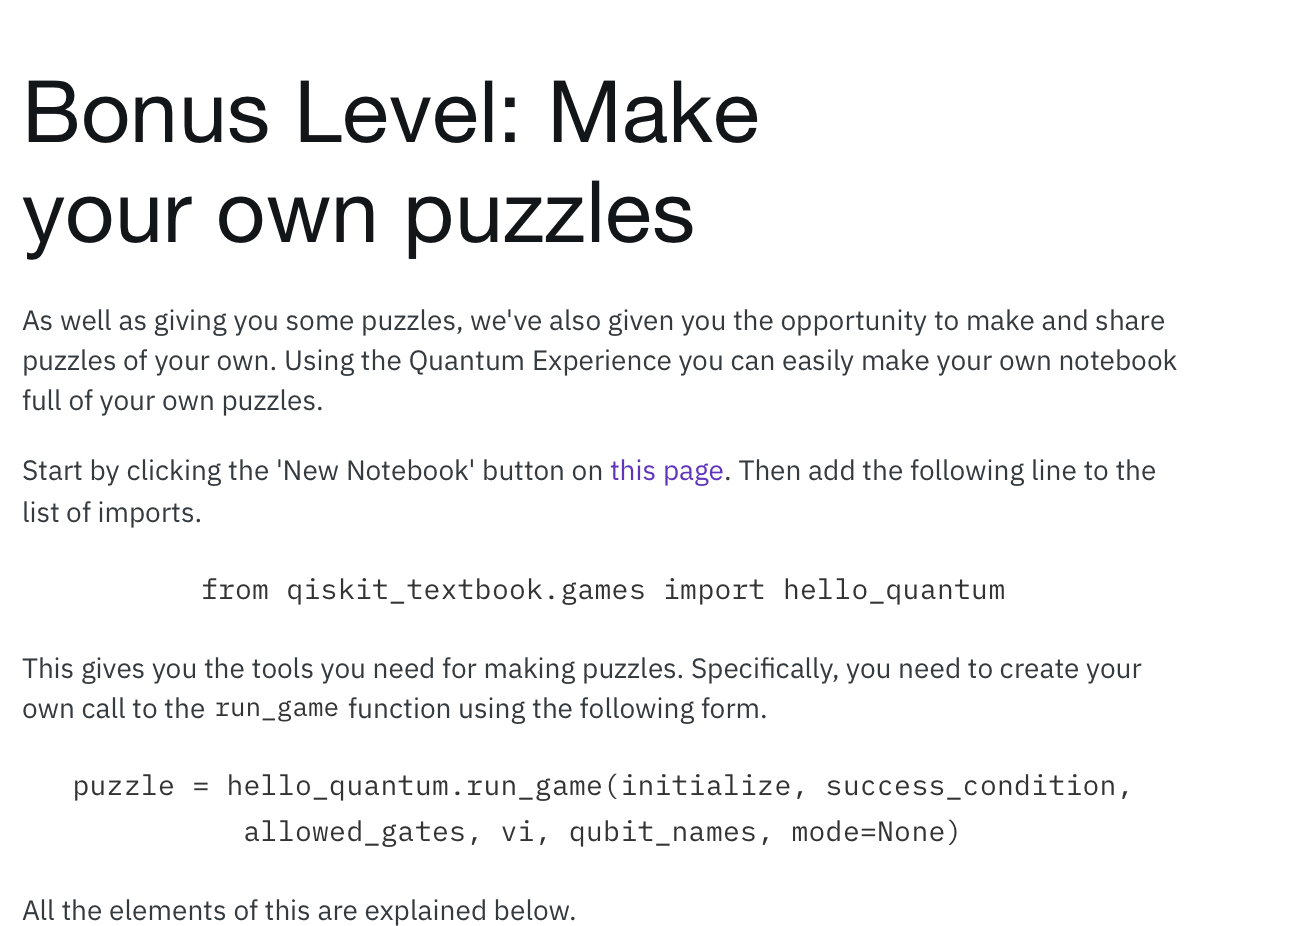 Bonus Level: Make
your own puzzles
As well as giving you some puzzles, we've also given you the opportunity to make and share
puzzles of your own. Using the Quantum Experience you can easily make your own notebook
full of your own puzzles.
Start by clicking the 'New Notebook' button on this page. Then add the following line to the
list of imports.
from qiskit_textbook.games import hello_quantum
This gives you the tools you need for making puzzles. Specifically, you need to create your
own call to the run_game function using the following form.
puzzle = hello_quantum.run_game(initialize, success_condition,
allowed_gates, vi, qubit_names, mode=None)
All the elements of this are explained below.